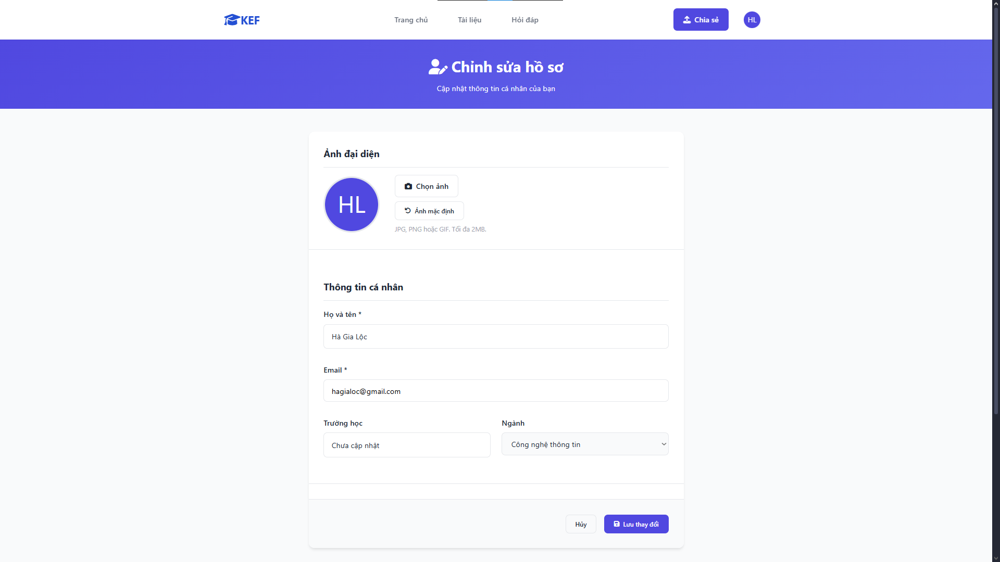 KEF
Trang chủ
Tài liệu
Hỏi đáp
Chia sẻ
HL
Chỉnh sửa hồ sơ
Cập nhật thông tin cá nhân của bạn
Ảnh đại diện
HL
Chọn ảnh
Ảnh mặc định
JPG, PNG hoặc GIF. Tối đa 2MB.
Thông tin cá nhân
Họ và tên *
Hà Gia Lộc
Email *
hagialoc@gmail.com
Trường học
Ngành
Chưa cập nhật
Công nghệ thông tin
Hủy
Lưu thay đổi